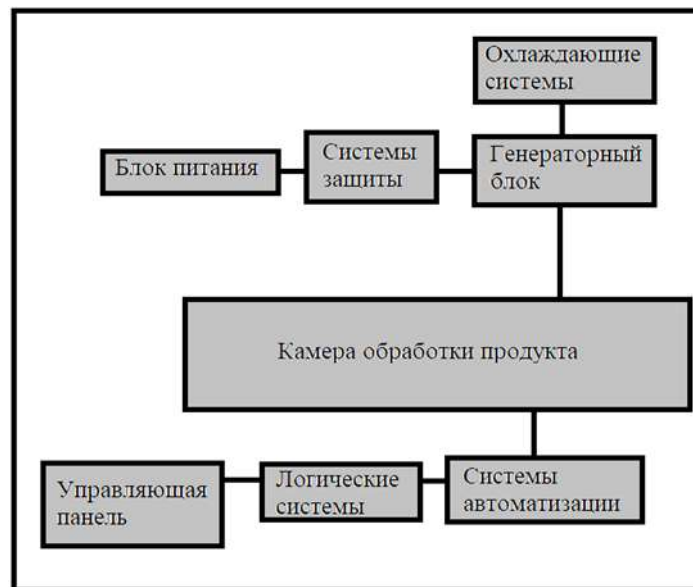 Охлаждающие
системы
Блок питания
Системы
защиты
Генераторный
блок
Камера обработки продукта
Управляющая
панель
Логические
системы
Системы
автоматизации